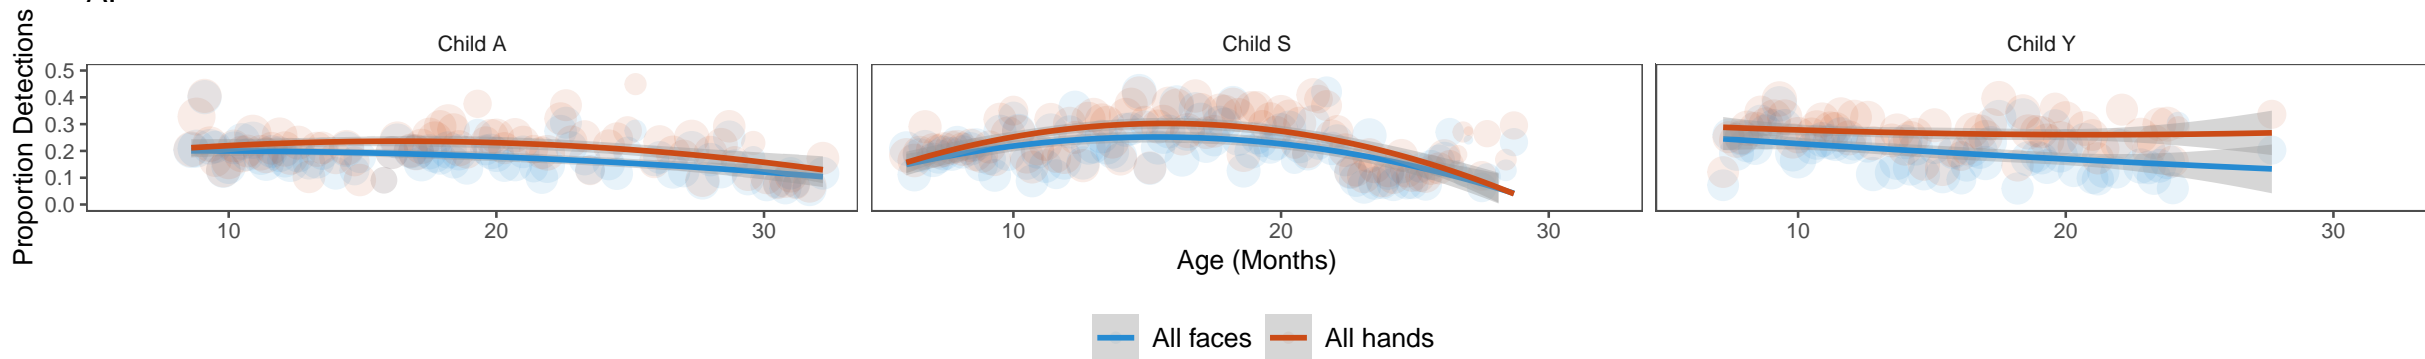 Child A
Child S
Child Y
Proportion Detections
0.5
0.4
0.3
0.2
0.1
0.0
10 20 30
10 20 30
10 20 30
Age (Months)
All faces All hands